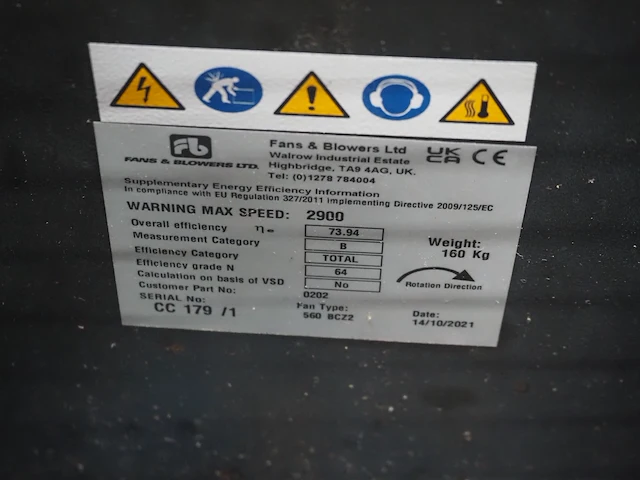 Fans & Blowers Ltd
Walrow Industrial Estate
Highbridge, TA9 4AG, UK.
Tel: (0)1278 784004
fb
FANS & BLOWERS LTD.
UK CA CE
Supplementary Energy Efficiency Information
In compliance with EU Regulation 327/2011 implementing Directive 2009/125/EC
WARNING MAX SPEED: 2900
Overall efficiency ηe 73.94
Measurement Category B
Efficiency Category TOTAL
Efficiency grade N 64
Calculation on basis of VSD No
Customer Part No: 0202
SERIAL No: CC 179 /1
Fan Type:
560 BCZ2
Weight:
160 Kg
Rotation Direction
Date:
14/10/2021